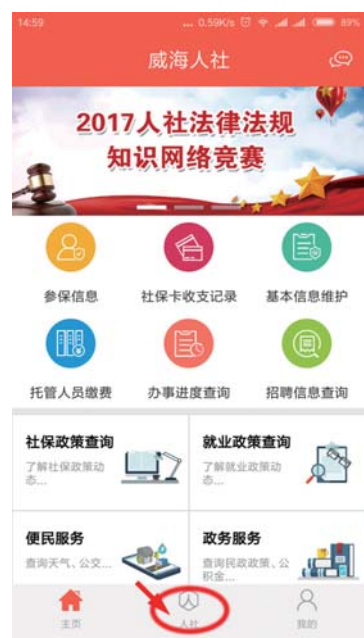 14:59 ... 0.59K/s 89%
威海人社
2017人社法律法规
知识网络竞赛
参保信息 社保卡收支记录 基本信息维护
托管人员缴费 办事进度查询 招聘信息查询
社保政策查询 就业政策查询
了解社保政策动 了解就业政策动
态... 态...
便民服务 政务服务
查询天气、公交... 查询民政政策、公
积金...
主页 人社 我的